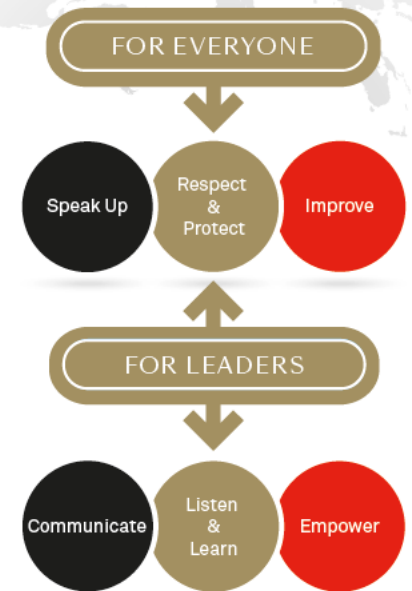 FOR EVERYONE
Speak Up
Respect
&
Protect
Improve
FOR LEADERS
Communicate
Listen
&
Learn
Empower